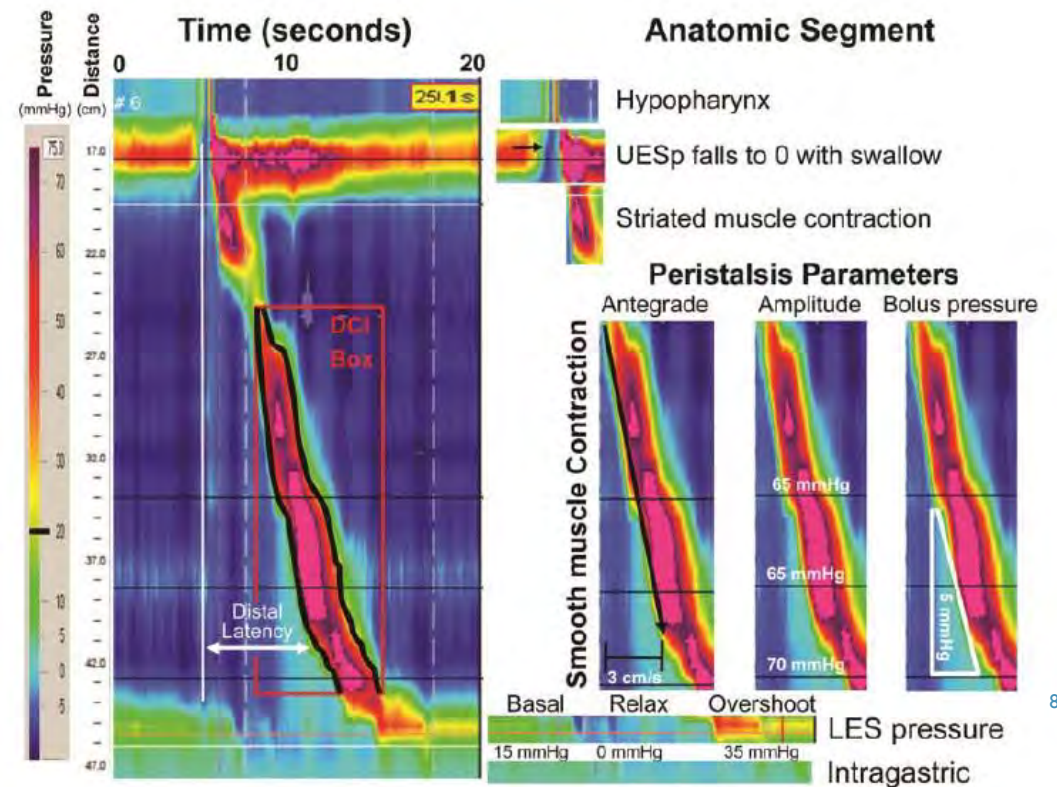 Time (seconds)
Anatomic Segment
Pressure
(mmHg)
Distance
(cm)
0 10 20
# 6
Hypopharynx
75.0
70
60
50
40
30
20
10
5
0
-5
17.0
22.0
27.0
32.0
37.0
42.0
47.0
UESp falls to 0 with swallow
Striated muscle contraction
DCI
Box
Distal
Latency
Peristalsis Parameters
Antegrade Amplitude Bolus pressure
Smooth muscle Contraction
3 cm/s
65 mmHg
65 mmHg
70 mmHg
5 mmHg
8
Basal Relax Overshoot
LES pressure
15 mmHg 0 mmHg 35 mmHg
Intragastric